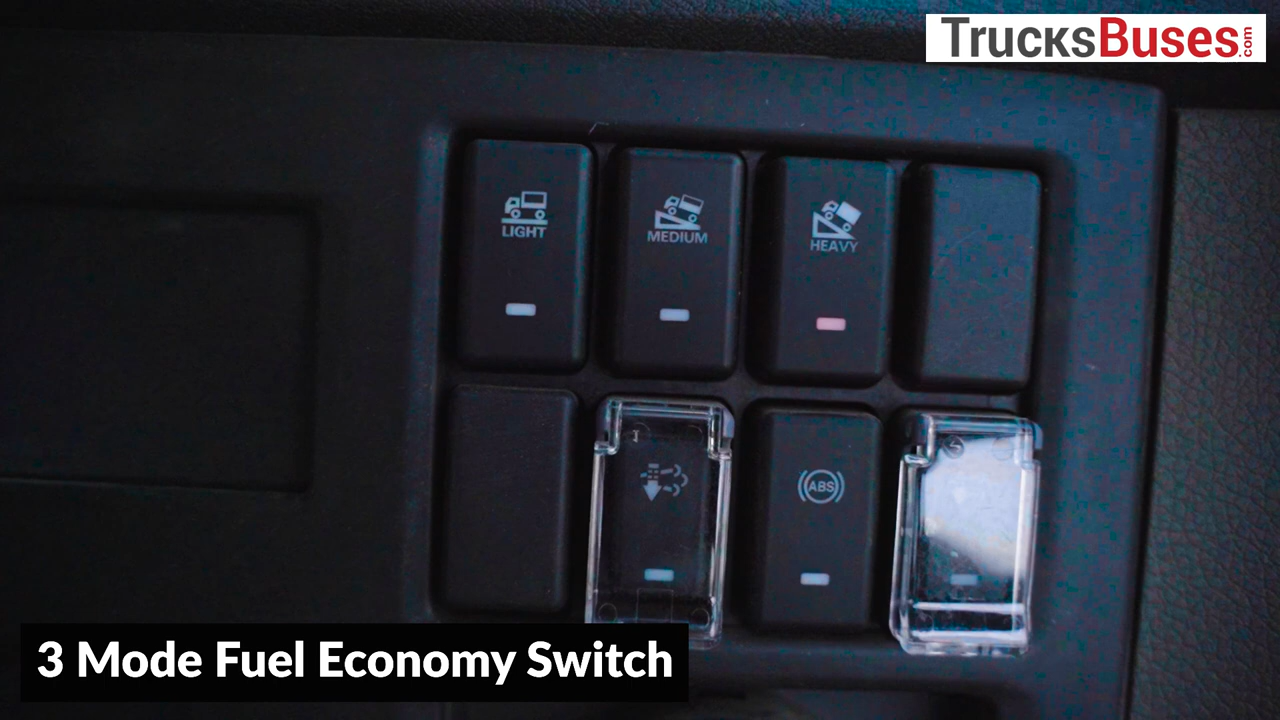 TrucksBuses.com
LIGHT
MEDIUM
HEAVY
ABS
3 Mode Fuel Economy Switch